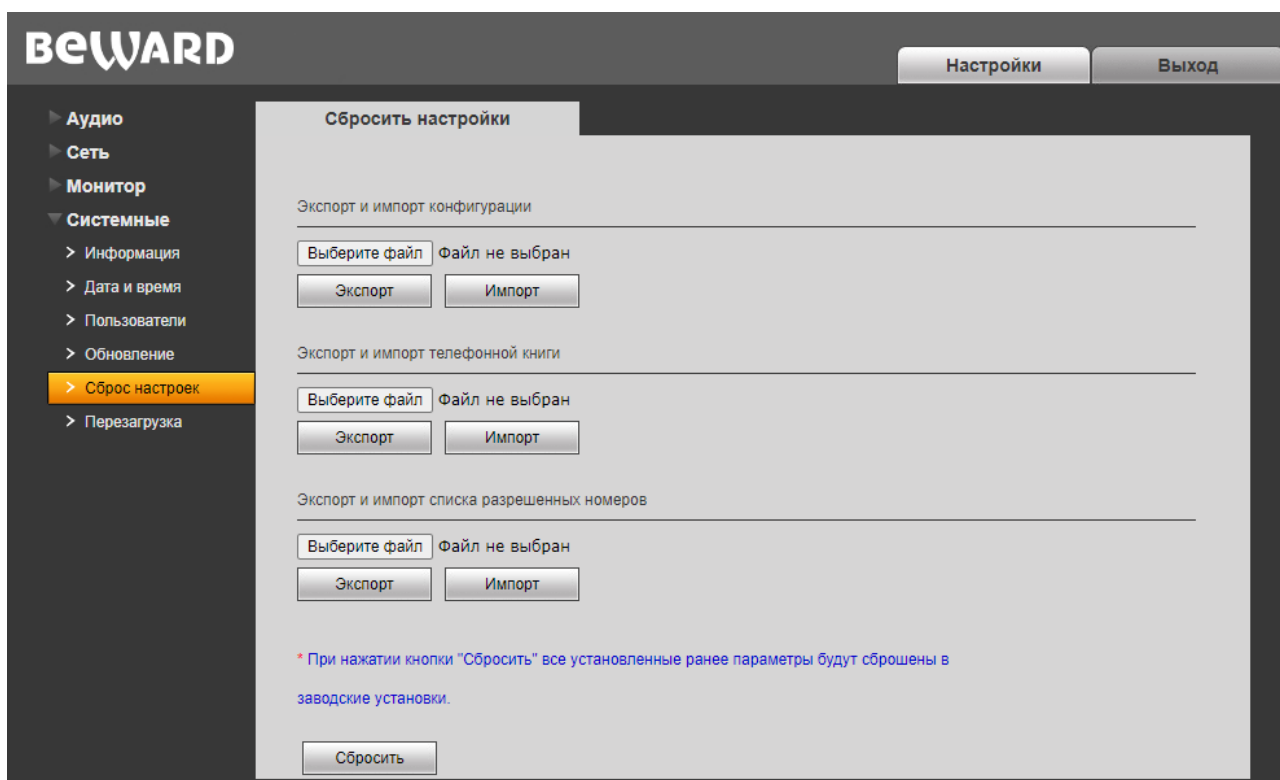 BEWARD
Настройки
Выход
Аудио
Сеть
Монитор
Системные
> Информация
> Дата и время
> Пользователи
> Обновление
> Сброс настроек
> Перезагрузка
Сбросить настройки
Экспорт и импорт конфигурации
Выберите файл Файл не выбран
Экспорт Импорт
Экспорт и импорт телефонной книги
Выберите файл Файл не выбран
Экспорт Импорт
Экспорт и импорт списка разрешенных номеров
Выберите файл Файл не выбран
Экспорт Импорт
* При нажатии кнопки "Сбросить" все установленные ранее параметры будут сброшены в
заводские установки.
Сбросить